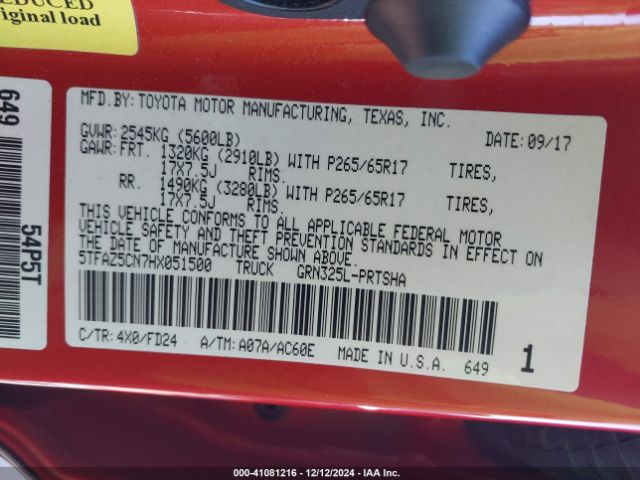 EDUCED
original load
649
54P5T
MFD.BY: TOYOTA MOTOR MANUFACTURING, TEXAS, INC.
GVWR: 2545KG (5600LB) DATE: 09/17
GAWR: FRT. 1320KG (2910LB) WITH P265/65R17 TIRES,
17X7.5J RIMS.
RR. 1490KG (3280LB) WITH P265/65R17 TIRES,
17X7.5J RIMS.
THIS VEHICLE CONFORMS TO ALL APPLICABLE FEDERAL MOTOR
VEHICLE SAFETY AND THEFT PREVENTION STANDARDS IN EFFECT ON
THE DATE OF MANUFACTURE SHOWN ABOVE.
5TFAZ5CN7HX051500 TRUCK GRN325L-PRTSHA
C/TR: 4X0/FD24 A/TM: A07A/AC60E MADE IN U.S.A. 649 1
000-41081216 - 12/12/2024 - IAA Inc.